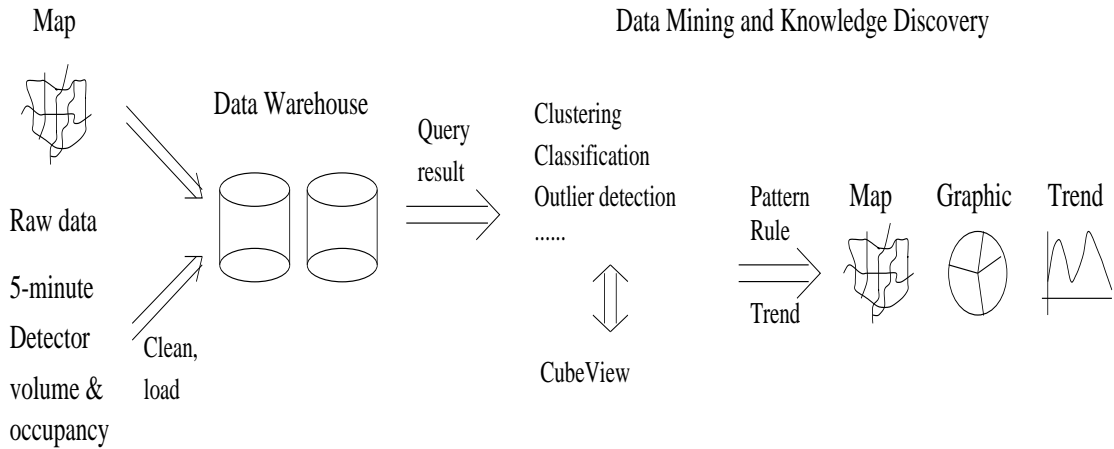 Map
Data Mining and Knowledge Discovery
Data Warehouse
Raw data
5-minute
Detector
volume &
occupancy
Clean,
load
Query
result
Clustering
Classification
Outlier detection
......
CubeView
Pattern
Rule
Trend
Map
Graphic
Trend